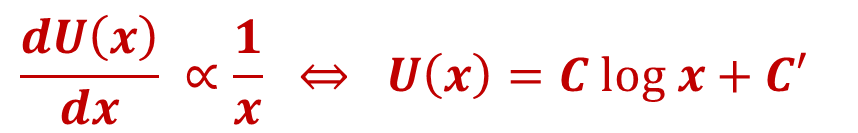 dU(x)/dx ∝ 1/x ⇔ U(x) = C log x + C′